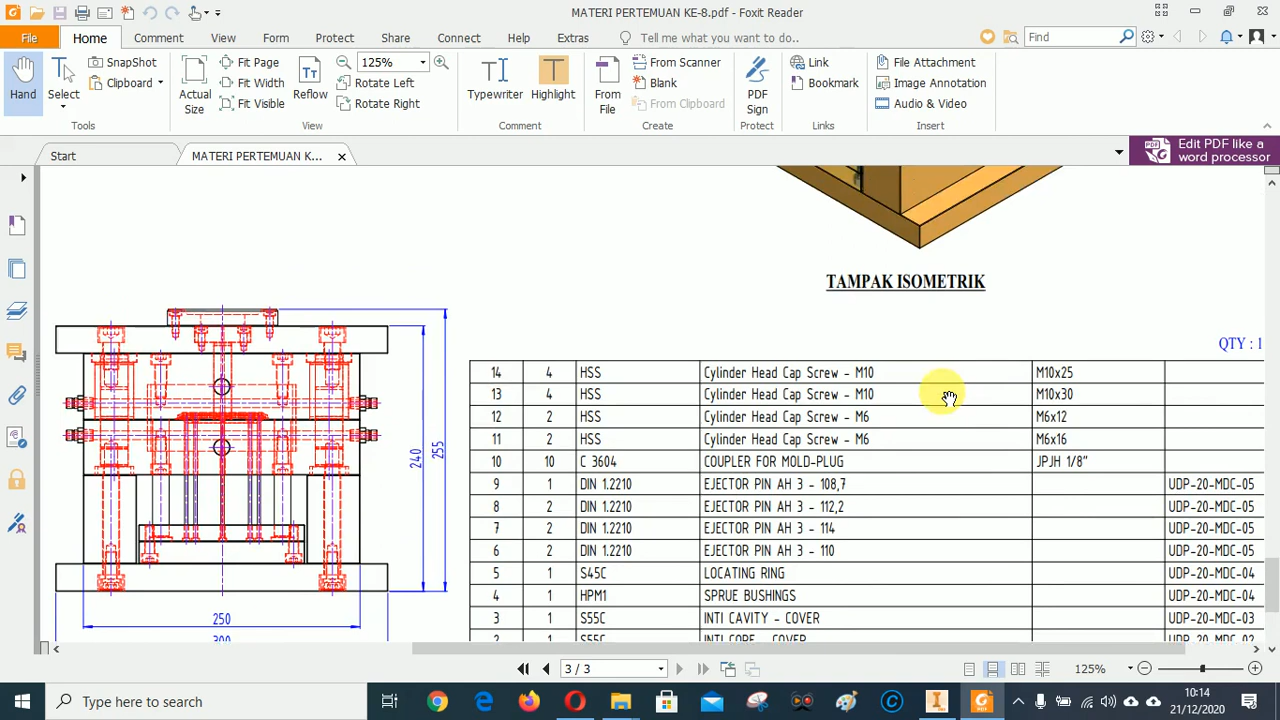 MATERI PERTEMUAN KE-8.pdf - Foxit Reader
File Home Comment View Form Protect Share Connect Help Extras Tell me what you want to do.. Find
Hand
Select
SnapShot
Clipboard
Tools
Actual
Size
Fit Page
Fit Width
Fit Visible
Reflow
125%
Rotate Left
Rotate Right
View
Typewriter
Highlight
Comment
From
File
From Scanner
Blank
From Clipboard
Create
PDF
Sign
Protect
Link
Bookmark
Links
File Attachment
Image Annotation
Audio & Video
Insert
Start
MATERI PERTEMUAN K...
Edit PDF like a
word processor
TAMPAK ISOMETRIK
QTY : 1
14 4 HSS Cylinder Head Cap Screw - M10 M10x25
13 4 HSS Cylinder Head Cap Screw - M10 M10x30
12 2 HSS Cylinder Head Cap Screw - M6 M6x12
11 2 HSS Cylinder Head Cap Screw - M6 M6x16
10 10 C 3604 COUPLER FOR MOLD-PLUG JPJH 1/8"
9 1 DIN 1.2210 EJECTOR PIN AH 3 - 108,7 UDP-20-MDC-05
8 2 DIN 1.2210 EJECTOR PIN AH 3 - 112,2 UDP-20-MDC-05
7 2 DIN 1.2210 EJECTOR PIN AH 3 - 114 UDP-20-MDC-05
6 2 DIN 1.2210 EJECTOR PIN AH 3 - 110 UDP-20-MDC-05
5 1 S45C LOCATING RING UDP-20-MDC-04
4 1 HPM1 SPRUE BUSHINGS UDP-20-MDC-04
3 1 S55C INTI CAVITY - COVER UDP-20-MDC-03
2 1 S55C INTI CORE - COVER UDP-20-MDC-02
240
255
250
300
3 / 3
125%
Type here to search
10:14
21/12/2020